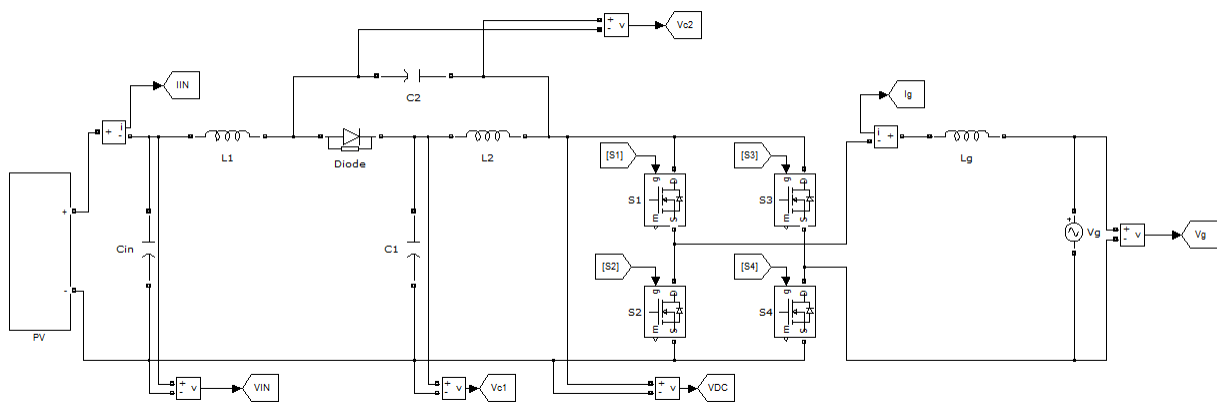 +
-
v
Vc2
IIN
C2
Ig
i
+
-
i
+
-
L1
Diode
L2
Lg
[S1]
[S3]
g
D
S1
E
S
g
D
S3
E
S
+
-
PV
Cin
C1
+
Vg
+
-
v
Vg
[S2]
[S4]
g
D
S2
E
S
g
D
S4
E
S
+
-
v
VIN
+
-
v
Vc1
+
-
v
VDC